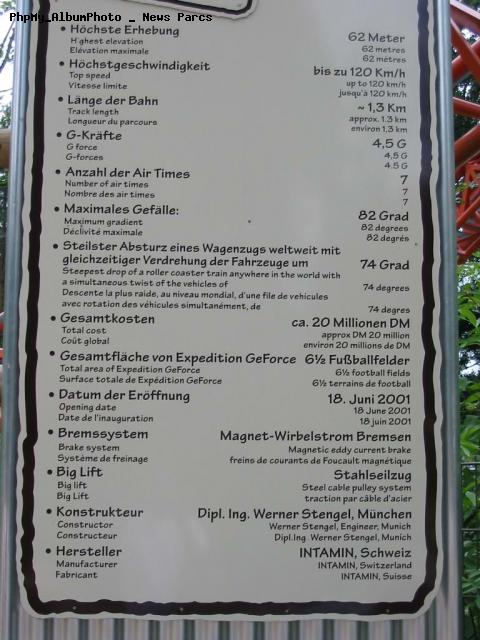 PhpMy_AlbumPhoto _ News Parcs
• Höchste Erhebung 62 Meter
Highest elevation 62 metres
Elévation maximale 62 mètres
• Höchstgeschwindigkeit bis zu 120 Km/h
Top speed up to 120 km/h
Vitesse limite jusqu'à 120 km/h
• Länge der Bahn ~ 1,3 Km
Track length approx. 1.3 km
Longueur du parcours environ 1,3 km
• G-Kräfte 4,5 G
G force 4,5 G
G-forces 4.5 G
• Anzahl der Air Times 7
Number of air times 7
Nombre des air times 7
• Maximales Gefälle: 82 Grad
Maximum gradient 82 degrees
Déclivité maximale 82 degrés
• Steilster Absturz eines Wagenzugs weltweit mit
gleichzeitiger Verdrehung der Fahrzeuge um 74 Grad
Steepest drop of a roller coaster train anywhere in the world with
a simultaneous twist of the vehicles of 74 degrees
Descente la plus raide, au niveau mondial, d'une file de vehicules
avec rotation des véhicules simultanément, de 74 degres
• Gesamtkosten ca. 20 Millionen DM
Total cost approx DM 20 million
Coût global environ 20 millions de DM
• Gesamtfläche von Expedition GeForce 6½ Fußballfelder
Total area of Expedition GeForce 6½ football fields
Surface totale de Expédition GeForce 6½ terrains de football
• Datum der Eröffnung 18. Juni 2001
Opening date 18 June 2001
Date de l'inauguration 18 juin 2001
• Bremssystem Magnet-Wirbelstrom Bremsen
Brake system Magnetic eddy current brake
Système de freinage freins de courants de Foucault magnétique
• Big Lift Stahlseilzug
Big lift Steel cable pulley system
Big Lift traction par câble d'acier
• Konstrukteur Dipl. Ing. Werner Stengel, München
Constructor Werner Stengel, Engineer, Munich
Constructeur Dipl.Ing Werner Stengel, Munich
• Hersteller INTAMIN, Schweiz
Manufacturer INTAMIN, Switzerland
Fabricant INTAMIN, Suisse